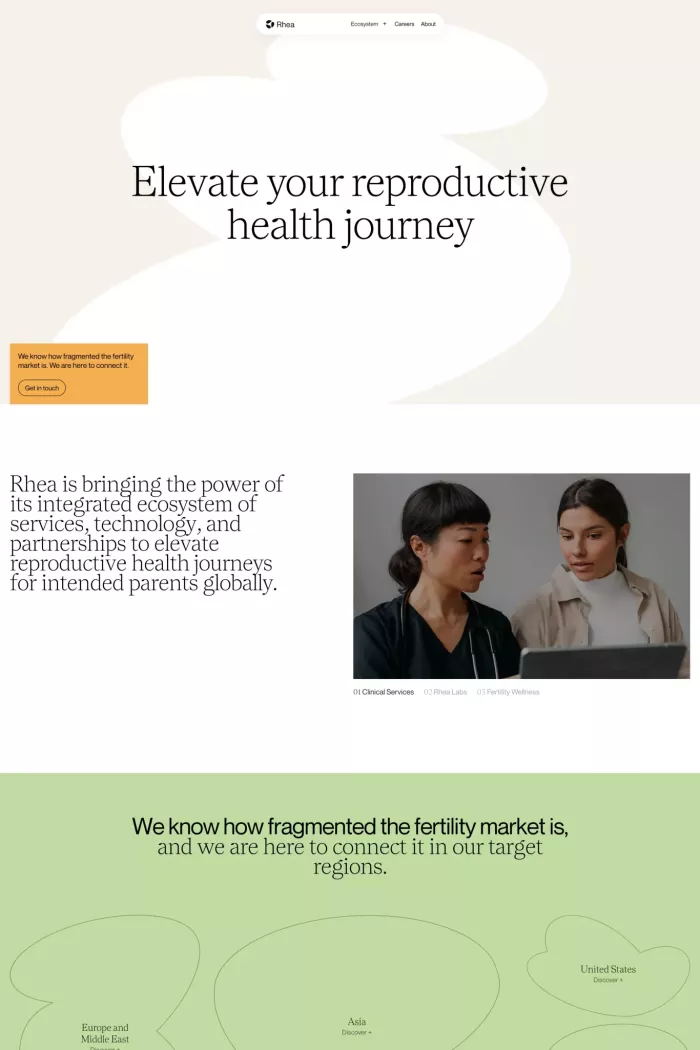 Rhea
Ecosystem +
Careers
About
Elevate your reproductive
health journey
We know how fragmented the fertility
market is. We are here to connect it.
Get in touch
Rhea is bringing the power of
its integrated ecosystem of
services, technology, and
partnerships to elevate
reproductive health journeys
for intended parents globally.
01 Clinical Services
02 Rhea Labs
03 Fertility Wellness
We know how fragmented the fertility market is,
and we are here to connect it in our target
regions.
United States
Discover +
Asia
Discover +
Europe and
Middle East
Discover +